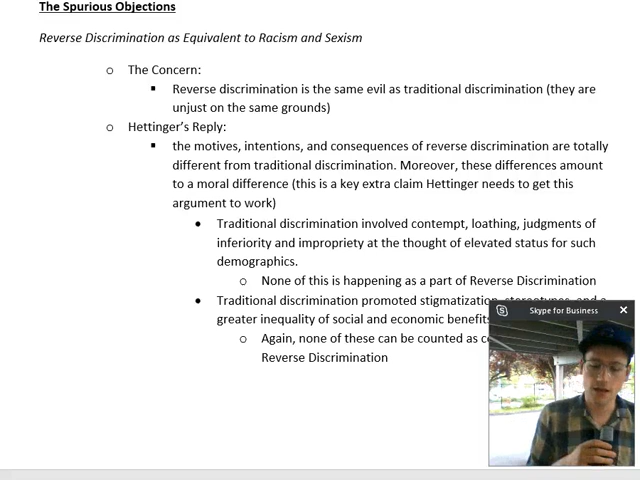 The Spurious Objections
Reverse Discrimination as Equivalent to Racism and Sexism
o The Concern:
▪ Reverse discrimination is the same evil as traditional discrimination (they are
unjust on the same grounds)
o Hettinger's Reply:
▪ the motives, intentions, and consequences of reverse discrimination are totally
different from traditional discrimination. Moreover, these differences amount
to a moral difference (this is a key extra claim Hettinger needs to get this
argument to work)
• Traditional discrimination involved contempt, loathing, judgments of
inferiority and impropriety at the thought of elevated status for such
demographics.
o None of this is happening as a part of Reverse Discrimination
• Traditional discrimination promoted stigmatization, stereotypes, and a
greater inequality of social and economic benefits
o Again, none of these can be counted as
Reverse Discrimination
Skype for Business